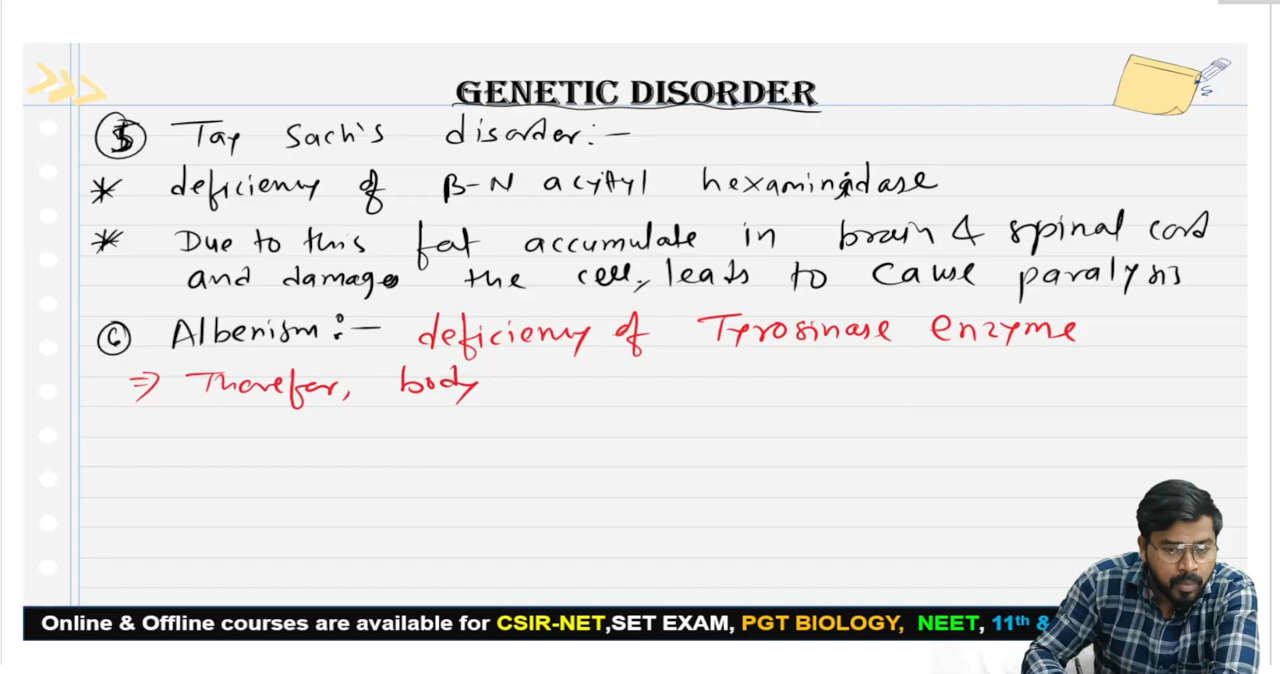 GENETIC DISORDER
5 Tay Sach's disorder:-
* deficiency of β-N acytyl hexaminidase
* Due to this fat accumulate in brain & spinal cord
and damage the cell, leads to cause paralysis
6 Albenism:- deficiency of Tyrosinase enzyme
⇒ Therefor, body
Online & Offline courses are available for CSIR-NET,SET EXAM, PGT BIOLOGY, NEET, 11th &